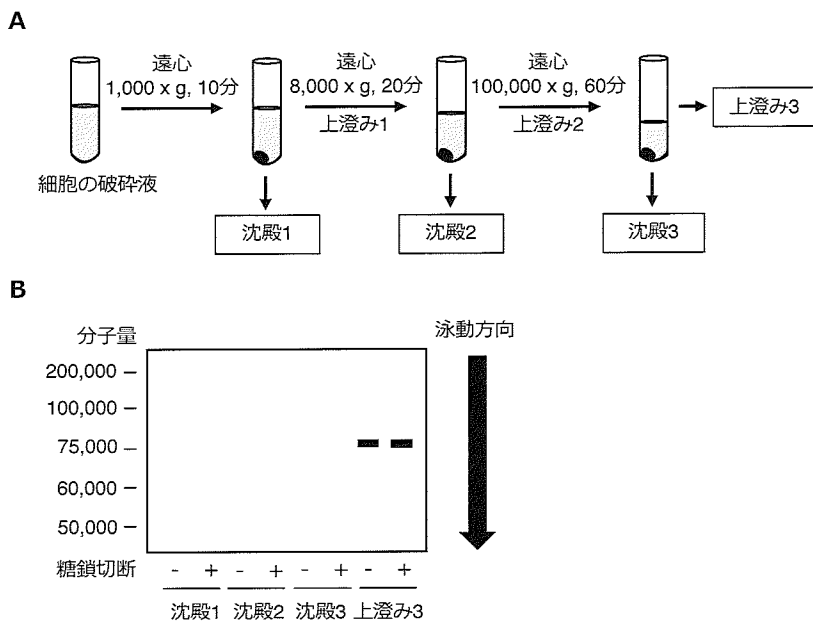 A
遠心
1,000 x g, 10分
遠心
8,000 x g, 20分
上澄み1
遠心
100,000 x g, 60分
上澄み2
上澄み3
細胞の破砕液
沈殿1
沈殿2
沈殿3
B
分子量
泳動方向
200,000
100,000
75,000
60,000
50,000
糖鎖切断 - + - + - + - +
沈殿1 沈殿2 沈殿3 上澄み3